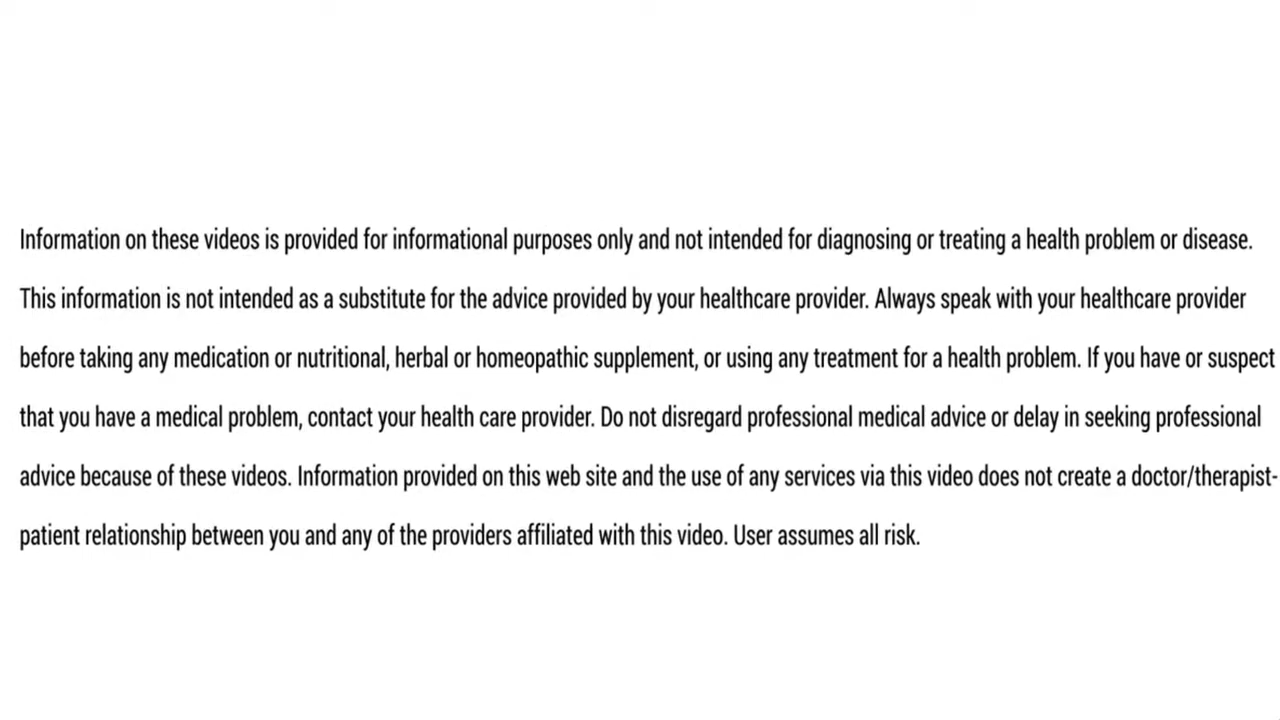 Information on these videos is provided for informational purposes only and not intended for diagnosing or treating a health problem or disease.
This information is not intended as a substitute for the advice provided by your healthcare provider. Always speak with your healthcare provider
before taking any medication or nutritional, herbal or homeopathic supplement, or using any treatment for a health problem. If you have or suspect
that you have a medical problem, contact your health care provider. Do not disregard professional medical advice or delay in seeking professional
advice because of these videos. Information provided on this web site and the use of any services via this video does not create a doctor/therapist-
patient relationship between you and any of the providers affiliated with this video. User assumes all risk.